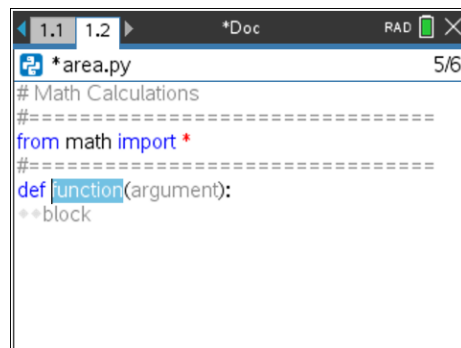 1.1 1.2 *Doc RAD
*area.py 5/6
# Math Calculations
#================================
from math import *
#================================
def function(argument):
block